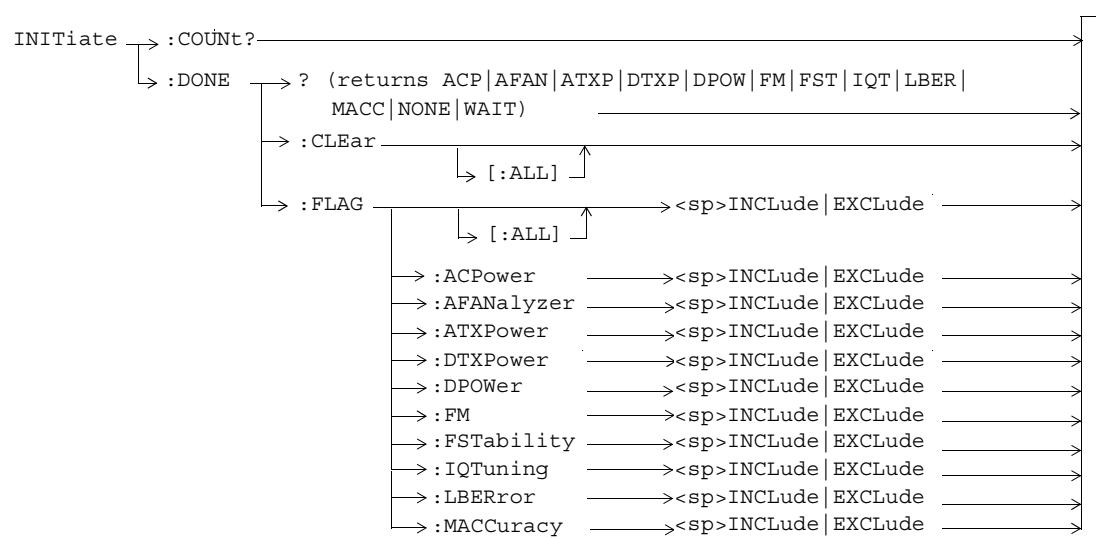 INITiate :COUNt?
:DONE ? (returns ACP|AFAN|ATXP|DTXP|DPOW|FM|FST|IQT|LBER|
MACC|NONE|WAIT)
:CLEar
[:ALL]
:FLAG <sp>INCLude|EXCLude
[:ALL]
:ACPower <sp>INCLude|EXCLude
:AFANalyzer <sp>INCLude|EXCLude
:ATXPower <sp>INCLude|EXCLude
:DTXPower <sp>INCLude|EXCLude
:DPOWer <sp>INCLude|EXCLude
:FM <sp>INCLude|EXCLude
:FSTability <sp>INCLude|EXCLude
:IQTuning <sp>INCLude|EXCLude
:LBERror <sp>INCLude|EXCLude
:MACCuracy <sp>INCLude|EXCLude